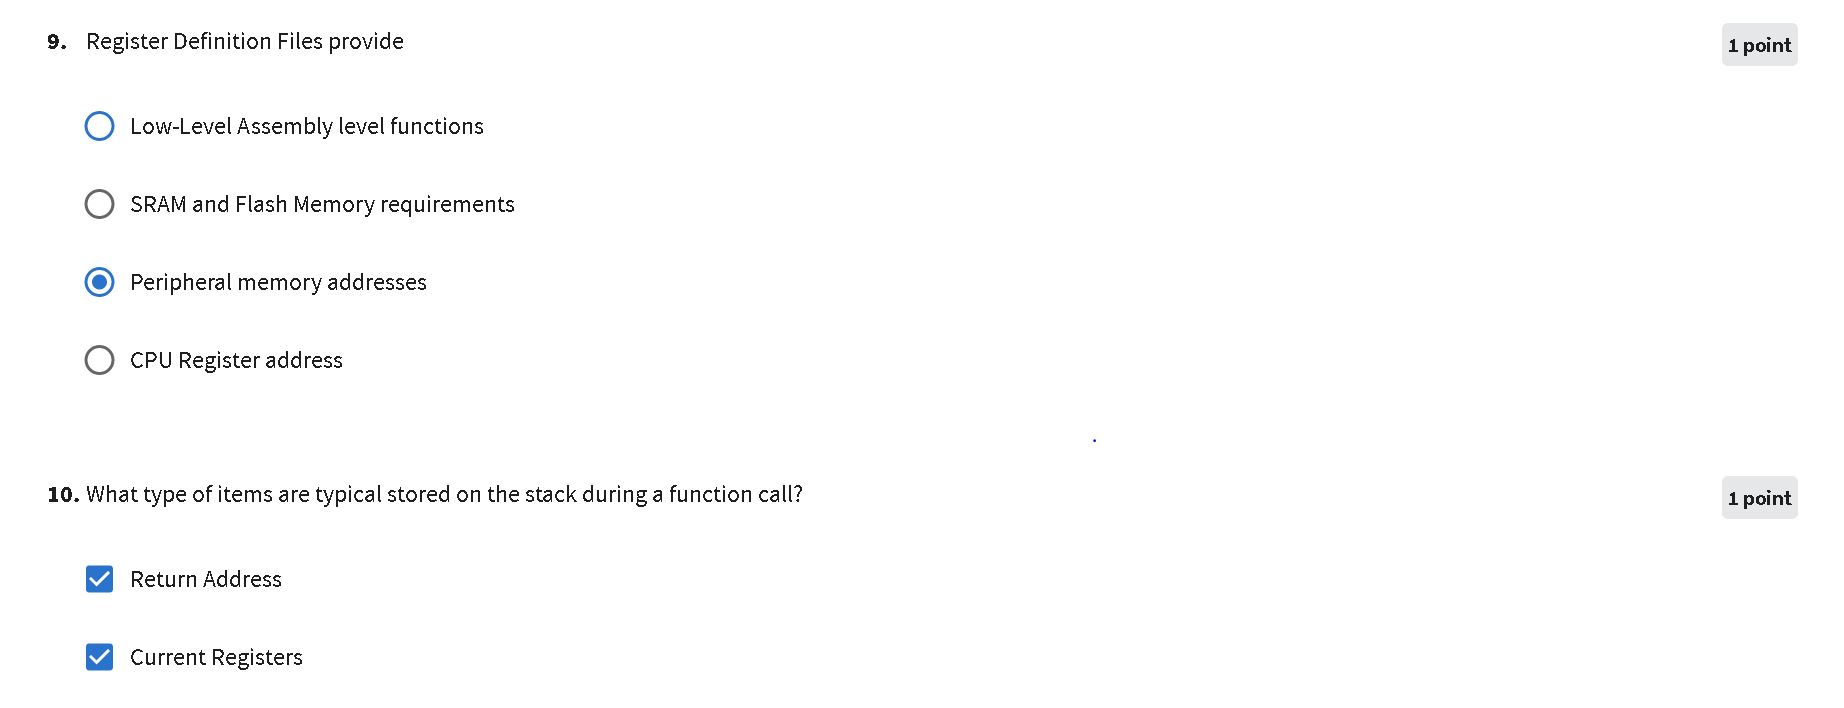 9. Register Definition Files provide
1 point
Low-Level Assembly level functions
SRAM and Flash Memory requirements
Peripheral memory addresses
CPU Register address
10. What type of items are typical stored on the stack during a function call?
1 point
Return Address
Current Registers